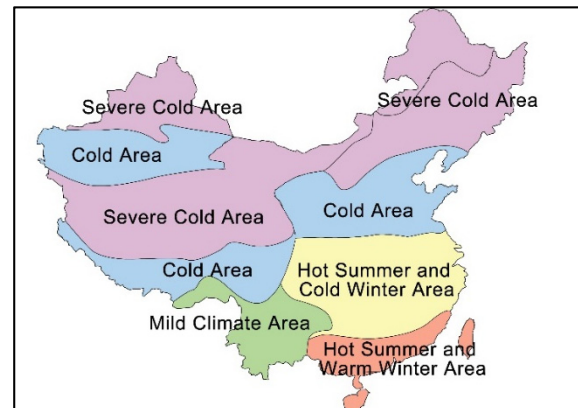 Severe Cold Area
Severe Cold Area
Cold Area
Severe Cold Area
Cold Area
Cold Area
Hot Summer and
Cold Winter Area
Mild Climate Area
Hot Summer and
Warm Winter Area